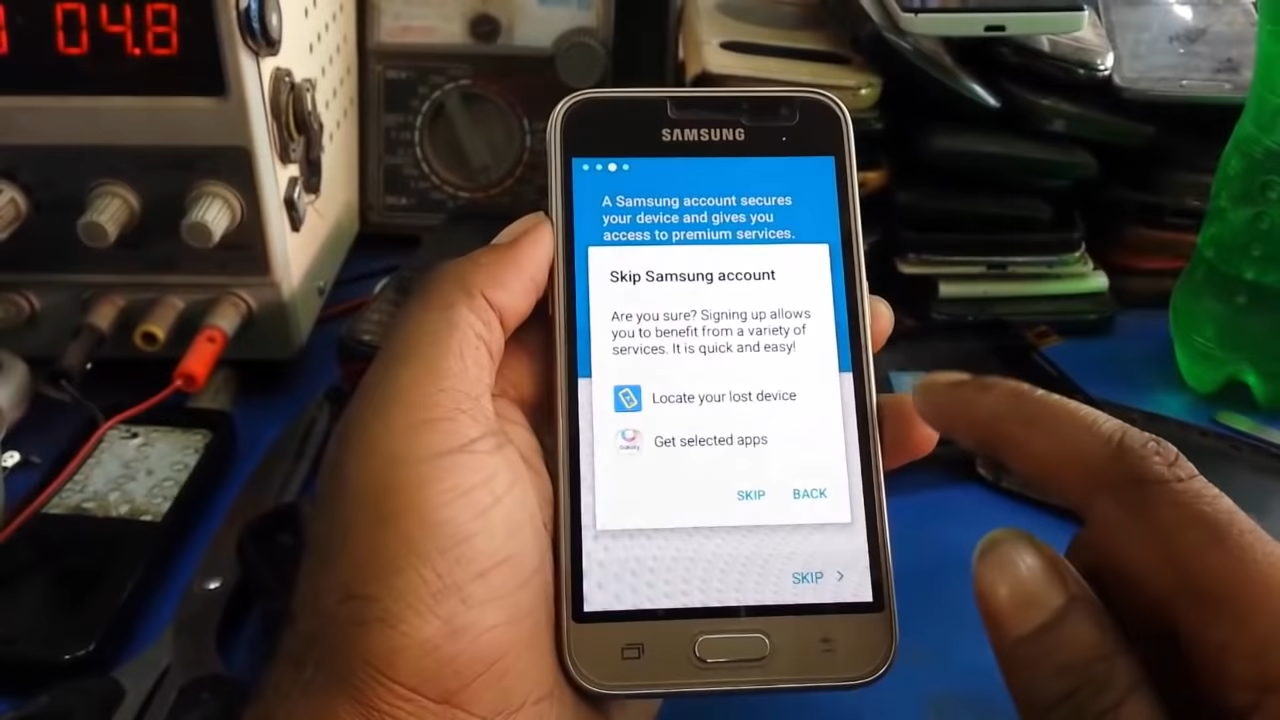 04.8
SAMSUNG
A Samsung account secures
your device and gives you
access to premium services.
Skip Samsung account
Are you sure? Signing up allows
you to benefit from a variety of
services. It is quick and easy!
Locate your lost device
Get selected apps
SKIP
BACK
SKIP